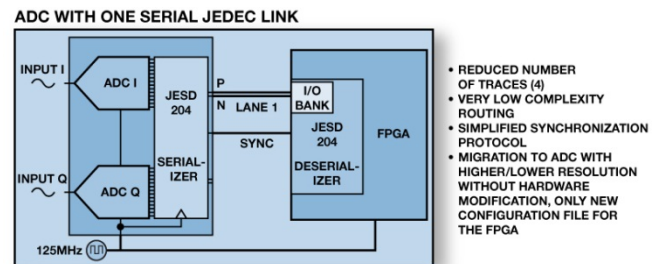 ADC WITH ONE SERIAL JEDEC LINK
INPUT I
ADC I
JESD
204
P
N
LANE 1
I/O
BANK
SYNC
JESD
204
FPGA
SERIAL-
IZER
DESERIAL-
IZER
INPUT Q
ADC Q
125MHz
• REDUCED NUMBER
OF TRACES (4)
• VERY LOW COMPLEXITY
ROUTING
• SIMPLIFIED SYNCHRONIZATION
PROTOCOL
• MIGRATION TO ADC WITH
HIGHER/LOWER RESOLUTION
WITHOUT HARDWARE
MODIFICATION, ONLY NEW
CONFIGURATION FILE FOR
THE FPGA